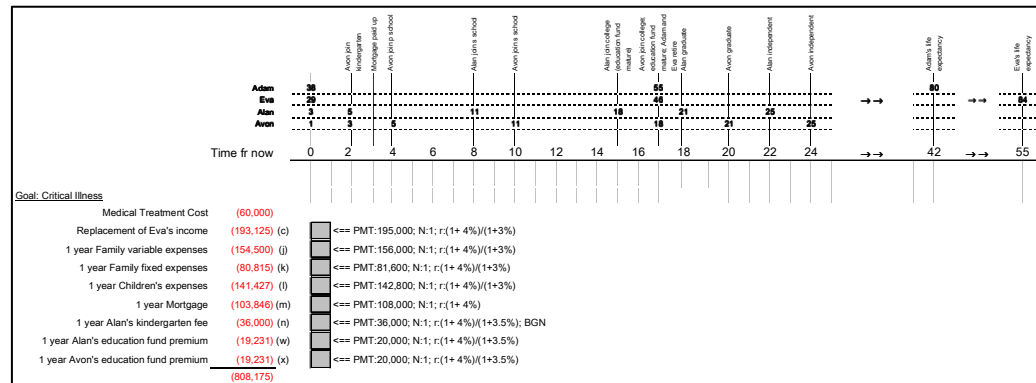 Avon join
kindergarten
Mortgage paid up
Avon join p school
Alan join s school
Avon join s school
Alan join college
(education fund
mature)
Avon join college;
education fund
mature; Adam and
Eva retire
Alan graduate
Avon graduate
Alan independent
Avon independent
Adam's life
expectancy
Eva's life
expectancy
Adam 38 55 80
Eva 29 46 →→ →→ 84
Alan 3 5 11 18 21 25
Avon 1 3 5 11 18 21 25
Time fr now 0 2 4 6 8 10 12 14 16 18 20 22 24 →→ 42 →→ 55
Goal: Critical Illness
Medical Treatment Cost (60,000)
Replacement of Eva's income (193,125) (c) <== PMT:195,000; N:1; r:(1+ 4%)/(1+3%)
1 year Family variable expenses (154,500) (j) <== PMT:156,000; N:1; r:(1+ 4%)/(1+3%)
1 year Family fixed expenses (80,815) (k) <== PMT:81,600; N:1; r:(1+ 4%)/(1+3%)
1 year Children's expenses (141,427) (l) <== PMT:142,800; N:1; r:(1+ 4%)/(1+3%)
1 year Mortgage (103,846) (m) <== PMT:108,000; N:1; r:(1+ 4%)
1 year Alan's kindergarten fee (36,000) (n) <== PMT:36,000; N:1; r:(1+ 4%)/(1+3.5%); BGN
1 year Alan's education fund premium (19,231) (w) <== PMT:20,000; N:1; r:(1+ 4%)/(1+3.5%)
1 year Avon's education fund premium (19,231) (x) <== PMT:20,000; N:1; r:(1+ 4%)/(1+3.5%)
(808,175)